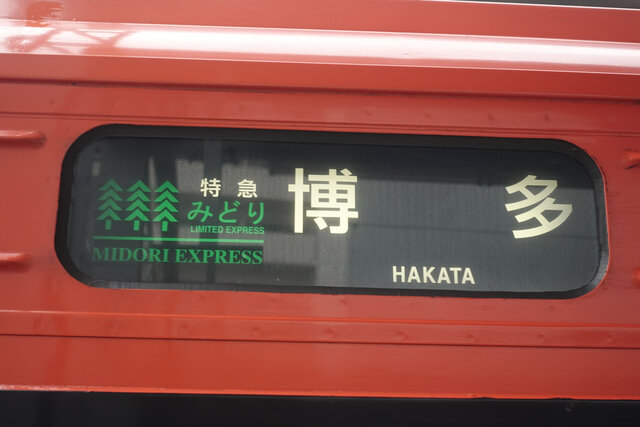 特急
みどり
LIMITED EXPRESS
MIDORI EXPRESS
博多
HAKATA